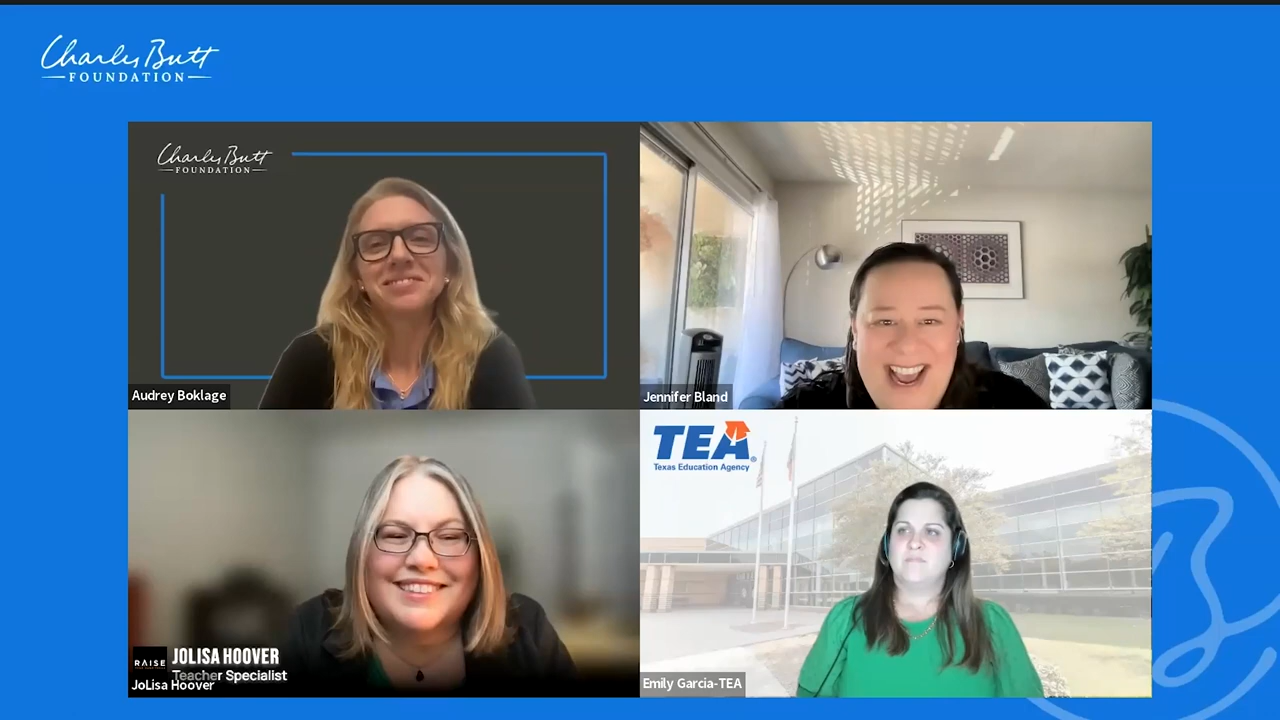 Charles Butt
FOUNDATION
Charles Butt
FOUNDATION
Audrey Boklage
Jennifer Bland
RAISE
JOLISA HOOVER
Teacher Specialist
JoLisa Hoover
TEA
Texas Education Agency
Emily Garcia-TEA